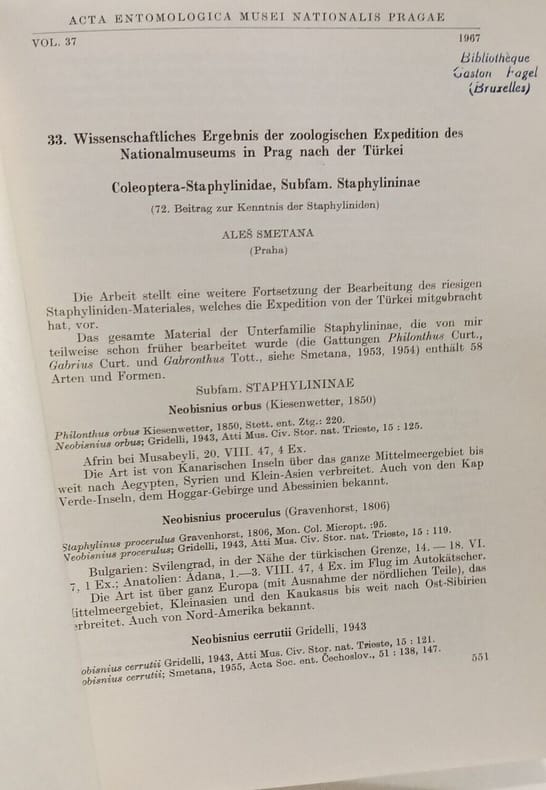 ACTA ENTOMOLOGICA MUSEI NATIONALIS PRAGAE
VOL. 37
1967
Bibliothèque
Gaston Fagel
(Bruxelles)
33. Wissenschaftliches Ergebnis der zoologischen Expedition des
Nationalmuseums in Prag nach der Türkei
Coleoptera-Staphylinidae, Subfam. Staphylininae
(72. Beitrag zur Kenntnis der Staphyliniden)
ALEŠ SMETANA
(Praha)
Die Arbeit stellt eine weitere Fortsetzung der Bearbeitung des riesigen
Staphyliniden-Materiales, welches die Expedition von der Türkei mitgebracht
hat, vor.
Das gesamte Material der Unterfamilie Staphylininae, die von mir
teilweise schon früher bearbeitet wurde (die Gattungen Philonthus Curt.,
Gabrius Curt. und Gabronthus Tott., siehe Smetana, 1953, 1954) enthält 58
Arten und Formen.
Subfam. STAPHYLININAE
Neobisnius orbus (Kiesenwetter, 1850)
Philonthus orbus Kiesenwetter, 1850, Stett. ent. Ztg.: 220.
Neobisnius orbus; Gridelli, 1943, Atti Mus. Civ. Stor. nat. Trieste, 15 : 125.
Afrin bei Musabeyli, 20. VIII. 47, 4 Ex.
Die Art ist von Kanarischen Inseln über das ganze Mittelmeergebiet bis
weit nach Aegypten, Syrien und Klein-Asien verbreitet. Auch von den Kap
Verde-Inseln, dem Hoggar-Gebirge und Abessinien bekannt.
Neobisnius procerulus (Gravenhorst, 1806)
Staphylinus procerulus Gravenhorst, 1806, Mon. Col. Micropt. :95.
Neobisnius procerulus; Gridelli, 1943, Atti Mus. Civ. Stor. nat. Trieste, 15 : 119.
Bulgarien: Svilengrad, in der Nähe der türkischen Grenze, 14. — 18. VI.
7, 1 Ex.; Anatolien: Adana, 1.—3. VIII. 47, 4 Ex. im Flug im Autokätscher.
Die Art ist über ganz Europa (mit Ausnahme der nördlichen Teile), das
ittelmeergebiet, Kleinasien und den Kaukasus bis weit nach Ost-Sibirien
erbreitet. Auch von Nord-Amerika bekannt.
Neobisnius cerrutii Gridelli, 1943
obisnius cerrutii Gridelli, 1943, Atti Mus. Civ. Stor. nat. Trieste, 15 : 121.
obisnius cerrutii; Smetana, 1955, Acta Soc. ent. Čechoslov., 51 : 138, 147.
551